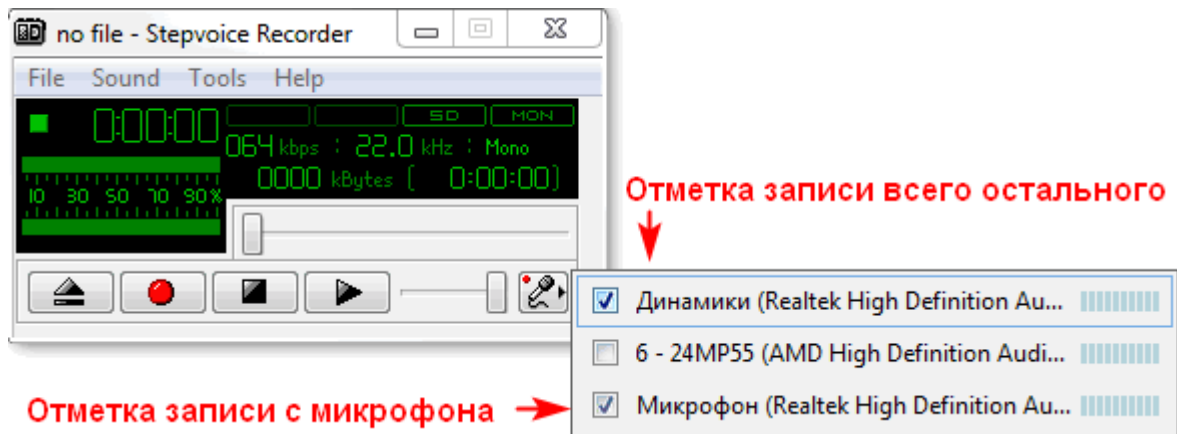 no file - Stepvoice Recorder
File Sound Tools Help
0:00:00 SD MON
064 kbps : 22.0 kHz : Mono
0000 kBytes [ 0:00:00]
10 30 50 70 90%
Отметка записи всего остального
Динамики (Realtek High Definition Au...
6 - 24MP55 (AMD High Definition Audi...
Отметка записи с микрофона
Микрофон (Realtek High Definition Au...